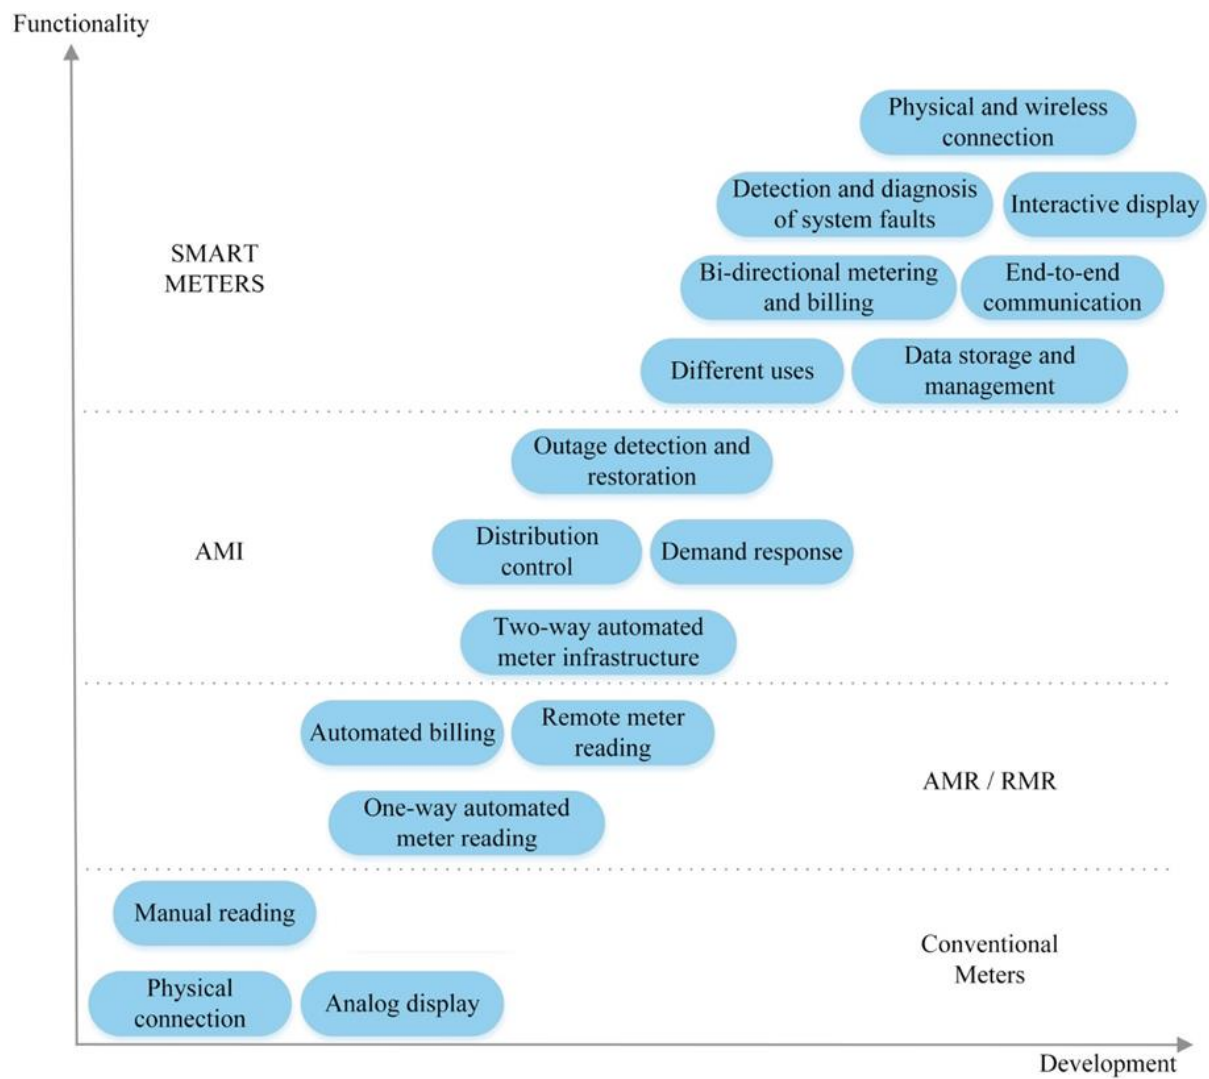 Functionality
Physical and wireless
connection
Detection and diagnosis
of system faults
Interactive display
SMART
METERS
Bi-directional metering
and billing
End-to-end
communication
Different uses
Data storage and
management
Outage detection and
restoration
AMI
Distribution
control
Demand response
Two-way automated
meter infrastructure
Automated billing
Remote meter
reading
AMR / RMR
One-way automated
meter reading
Manual reading
Conventional
Meters
Physical
connection
Analog display
Development